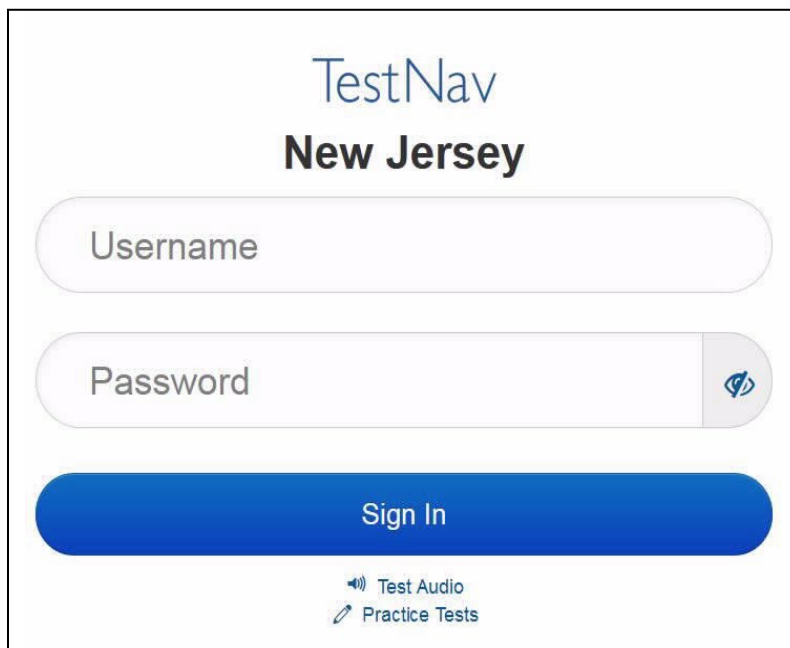 TestNav
New Jersey
Username
Password
Sign In
Test Audio
Practice Tests